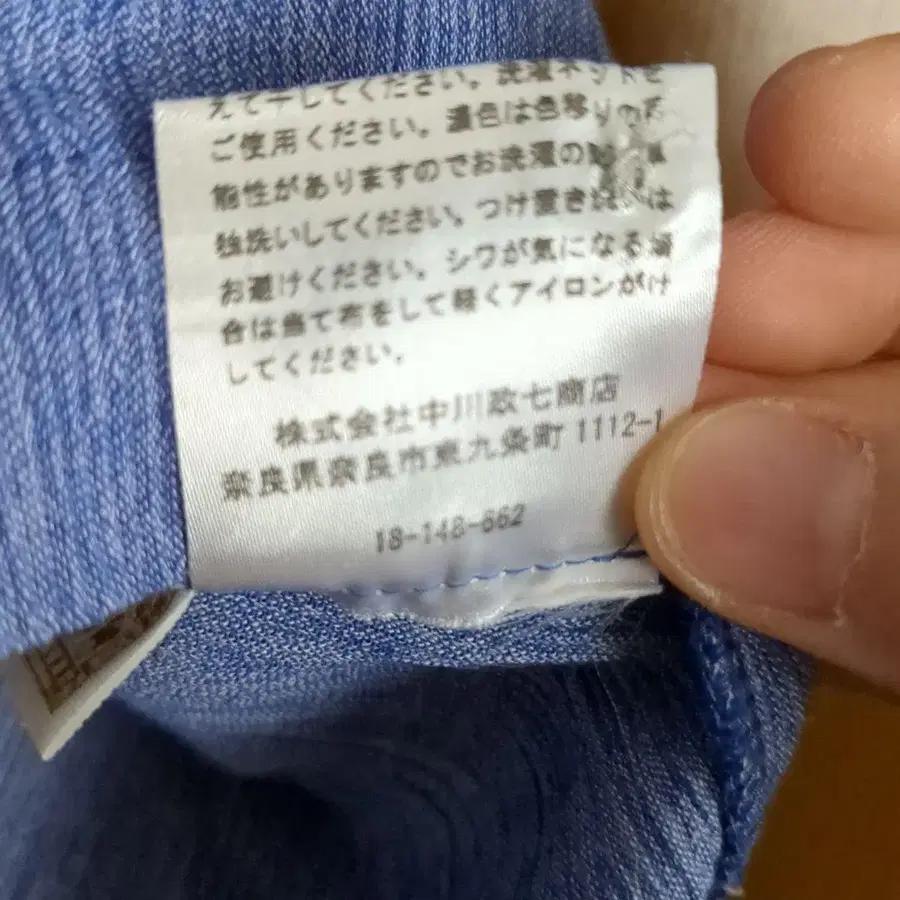 えて干してください。洗濯ネットを
ご使用ください。濃色は色移りの可
能性がありますのでお洗濯の際は単
独洗いしてください。つけ置き洗いは
お避けください。シワが気になる場
合は当て布をして軽くアイロンがけ
してください。
株式会社中川政七商店
奈良県奈良市東九条町 1112-1
18-148-662